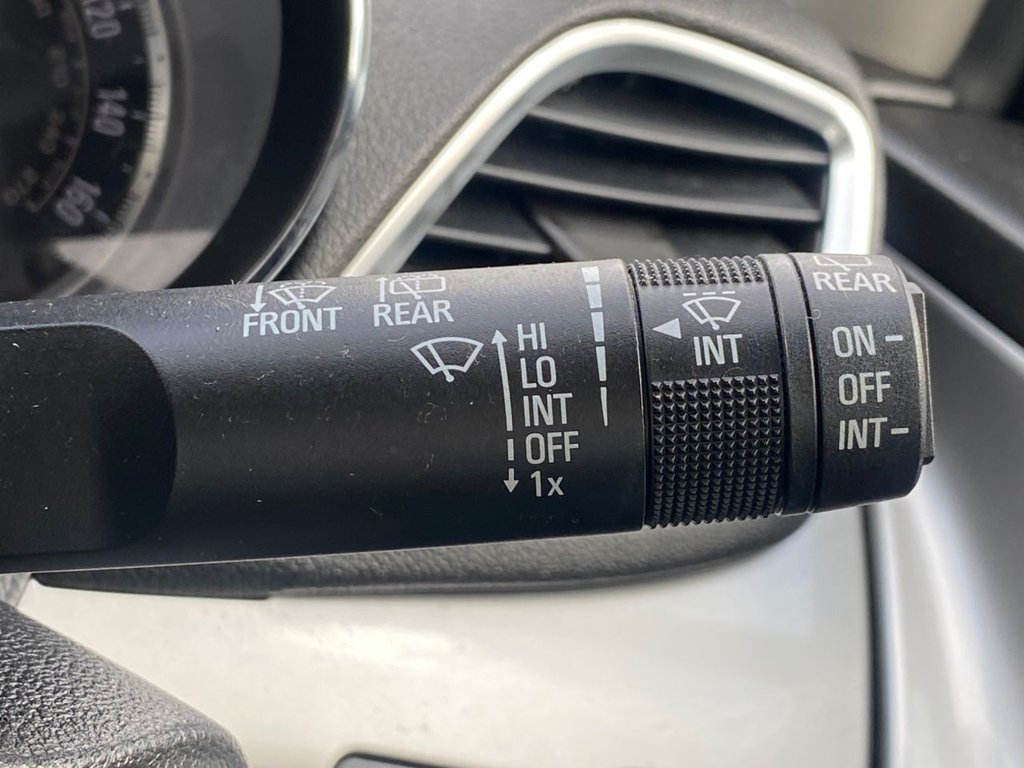 120
140
160
FRONT
REAR
HI
LO
INT
OFF
1x
INT
REAR
ON
OFF
INT